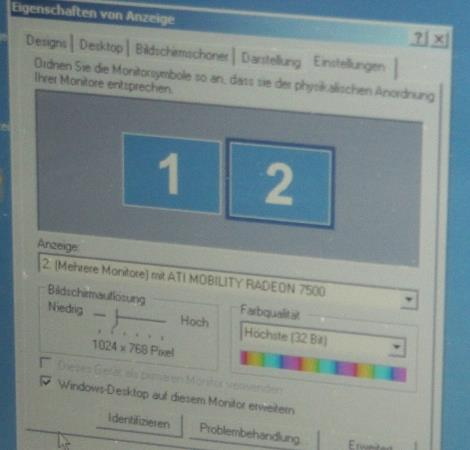 Eigenschaften von Anzeige
Designs Desktop Bildschirmschoner Darstellung Einstellungen
Ordnen Sie die Monitorsymbole so an, dass sie der physikalischen Anordnung
Ihrer Monitore entsprechen.
1 2
Anzeige:
2. (Mehrere Monitore) mit ATI MOBILITY RADEON 7500
Bildschirmauflösung
Niedrig Hoch
1024 x 768 Pixel
Farbqualität
Höchste (32 Bit)
Dieses Gerät als primären Monitor verwenden
Windows-Desktop auf diesem Monitor erweitern
Identifizieren Problembehandlung.